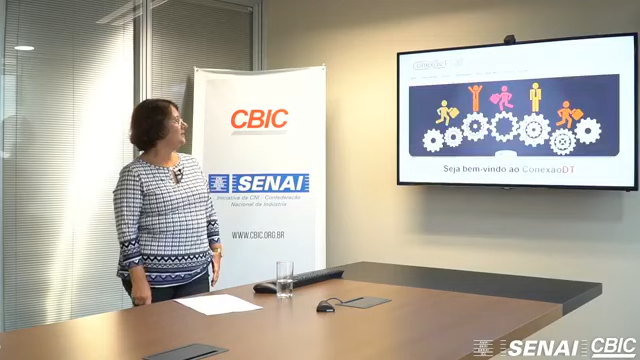 CBIC
SENAI
Iniciativa da CNI - Confederação
Nacional da Indústria
WWW.CBIC.ORG.BR
Seja bem-vindo ao ConexaoDT
SENAI CBIC